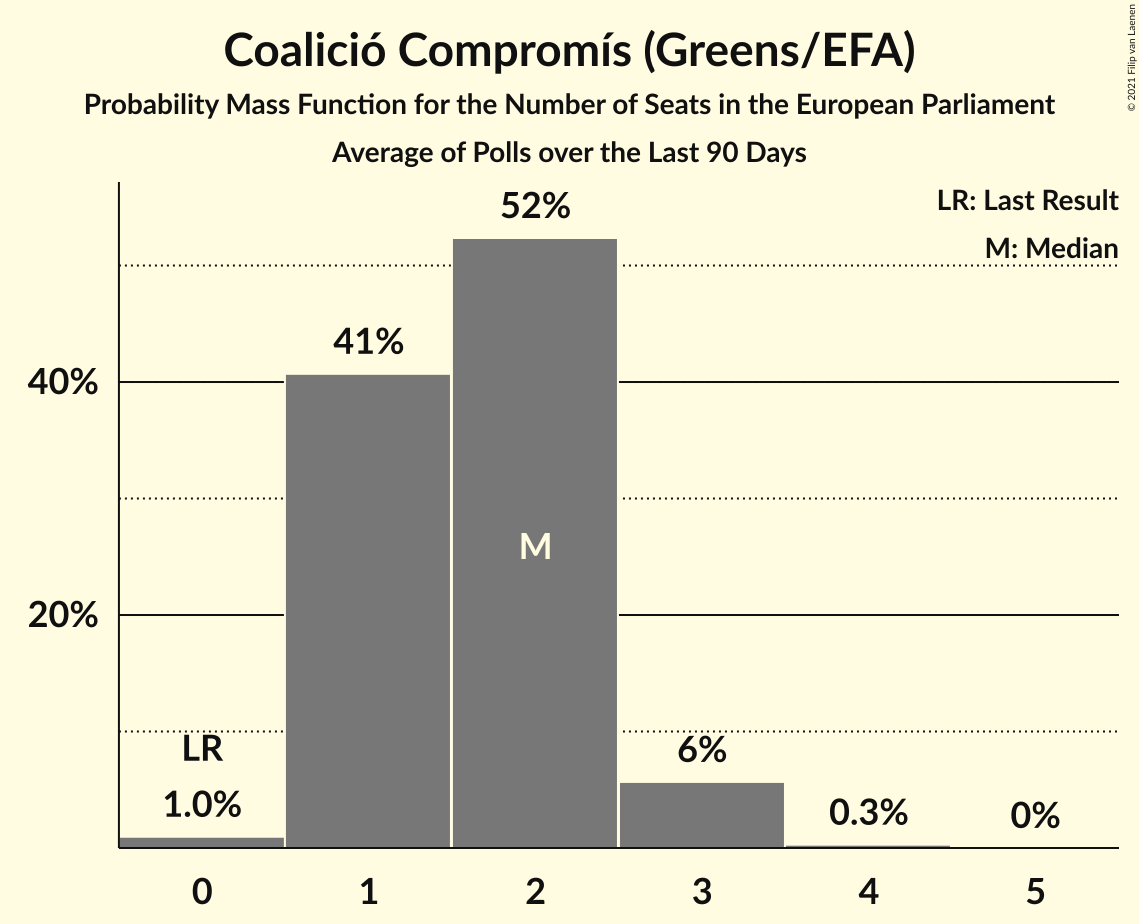 Coalició Compromís (Greens/EFA)
Probability Mass Function for the Number of Seats in the European Parliament
Average of Polls over the Last 90 Days
© 2021 Filip van Laenen
LR: Last Result
M: Median
52%
41%
40%
M
20%
LR
1.0%
6%
0.3%
0%
0 1 2 3 4 5